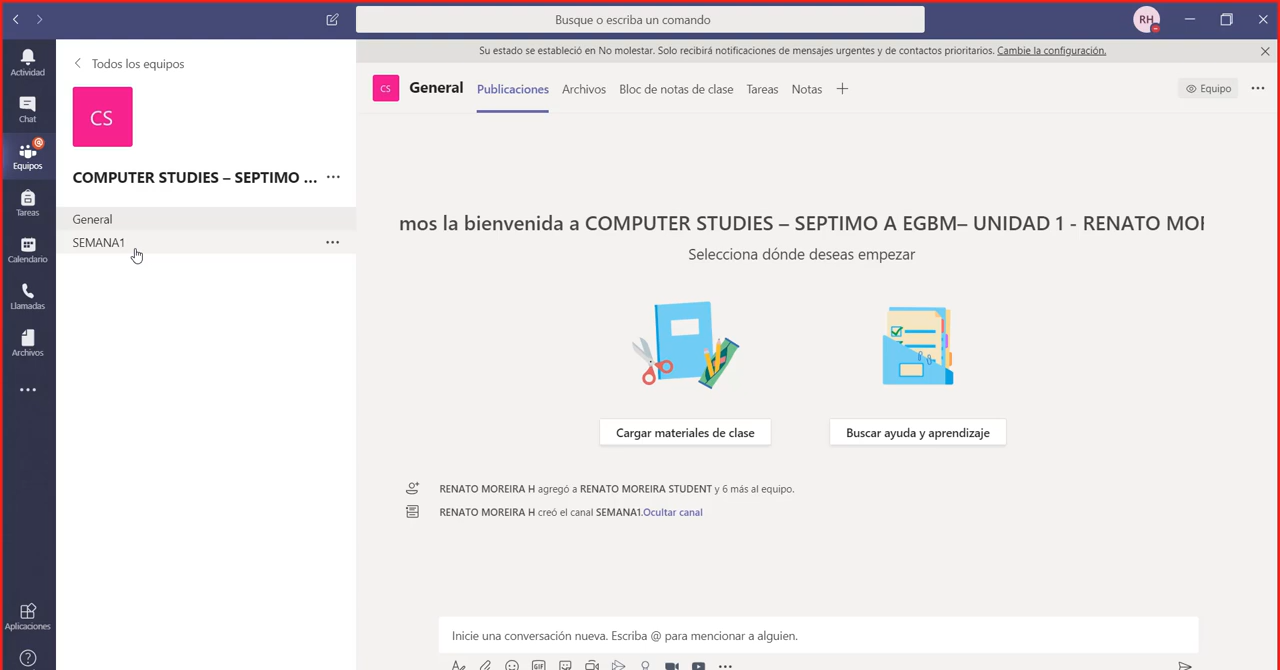 Busque o escriba un comando
RH
Su estado se estableció en No molestar. Solo recibirá notificaciones de mensajes urgentes y de contactos prioritarios. Cambie la configuración.
Actividad
Chat
Equipos
Tareas
Calendario
Llamadas
Archivos
Aplicaciones
Todos los equipos
CS
COMPUTER STUDIES – SEPTIMO ...
General
SEMANA1
CS General Publicaciones Archivos Bloc de notas de clase Tareas Notas
Equipo
mos la bienvenida a COMPUTER STUDIES – SEPTIMO A EGBM– UNIDAD 1 - RENATO MOI
Selecciona dónde deseas empezar
Cargar materiales de clase
Buscar ayuda y aprendizaje
RENATO MOREIRA H agregó a RENATO MOREIRA STUDENT y 6 más al equipo.
RENATO MOREIRA H creó el canal SEMANA1.Ocultar canal
Inicie una conversación nueva. Escriba @ para mencionar a alguien.
GIF